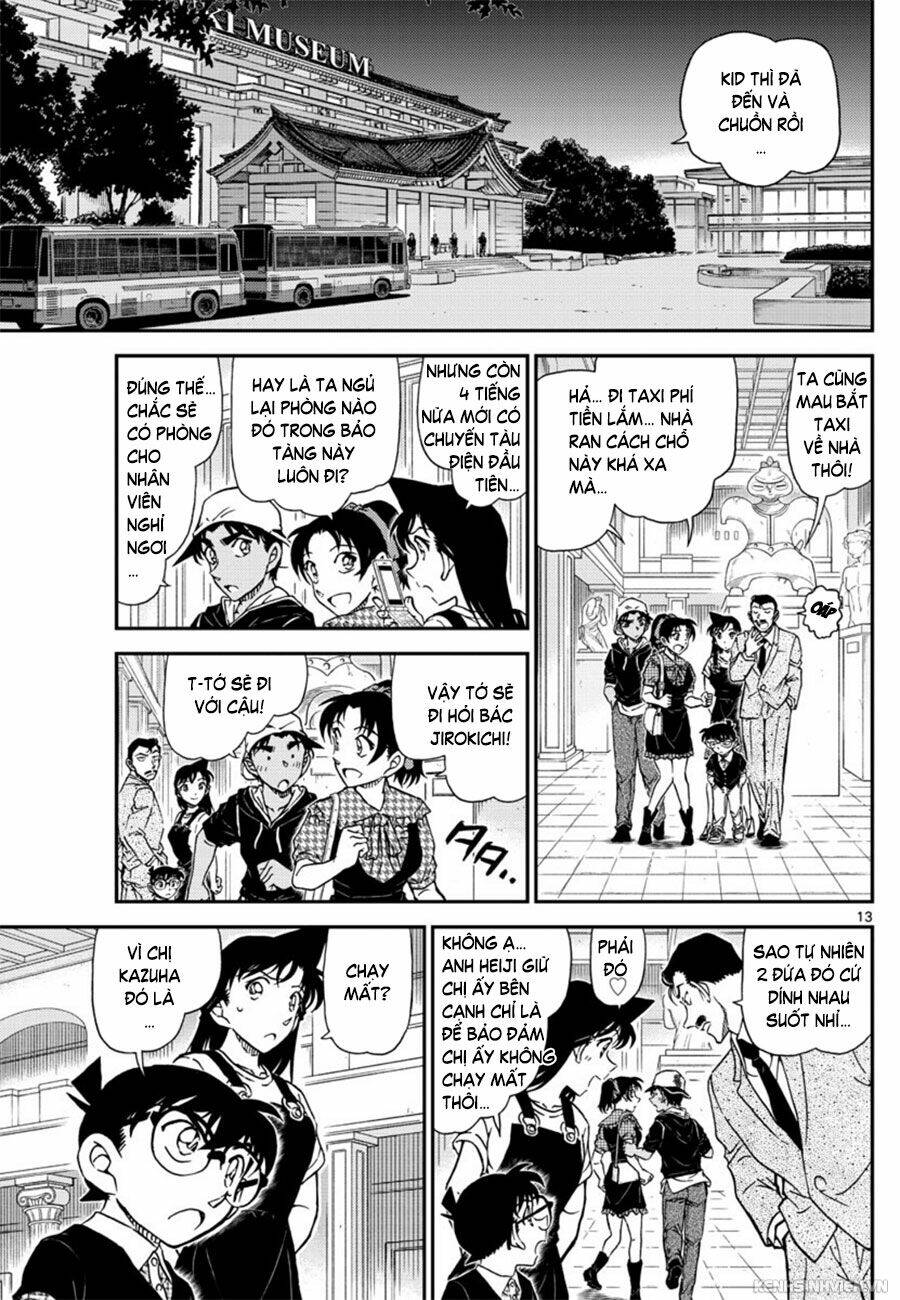 KI MUSEUM
KID THÌ ĐÃ
ĐẾN VÀ
CHUỒN RỒI
...
TA CŨNG
MAU BẮT
TAXI
VỀ NHÀ
THÔI!
HẢ... ĐI TAXI PHÍ
TIỀN LẮM... NHÀ
RAN CÁCH CHỖ
NÀY KHÁ XA
MÀ...
OÁP
NHƯNG CÒN
4 TIẾNG
NỮA MỚI CÓ
CHUYẾN TÀU
ĐIỆN ĐẦU
TIÊN...
HAY LÀ TA NGỦ
LẠI PHÒNG NÀO
ĐÓ TRONG BẢO
TÀNG NÀY
LUÔN ĐI?
ĐÚNG THẾ...
CHẮC SẼ
CÓ PHÒNG
CHO
NHÂN
VIÊN
NGHỈ
NGƠI
...
VẬY TỚ SẼ
ĐI HỎI BÁC
JIROKICHI!
T-TỚ SẼ ĐI
VỚI CẬU!
AA..
13
SAO TỰ NHIÊN
2 ĐỨA ĐÓ CỨ
DÍNH NHAU
SUỐT NHỈ...
PHẢI
ĐÓ
♡
KHÔNG Ạ...
ANH HEIJI GIỮ
CHỊ ẤY BÊN
CẠNH CHỈ LÀ
ĐỂ BẢO ĐẢM
CHỊ ẤY KHÔNG
CHẠY MẤT
THÔI...
CHẠY
MẤT?
VÌ CHỊ
KAZUHA
ĐÓ LÀ
...
KENHSINHVIEN.VN